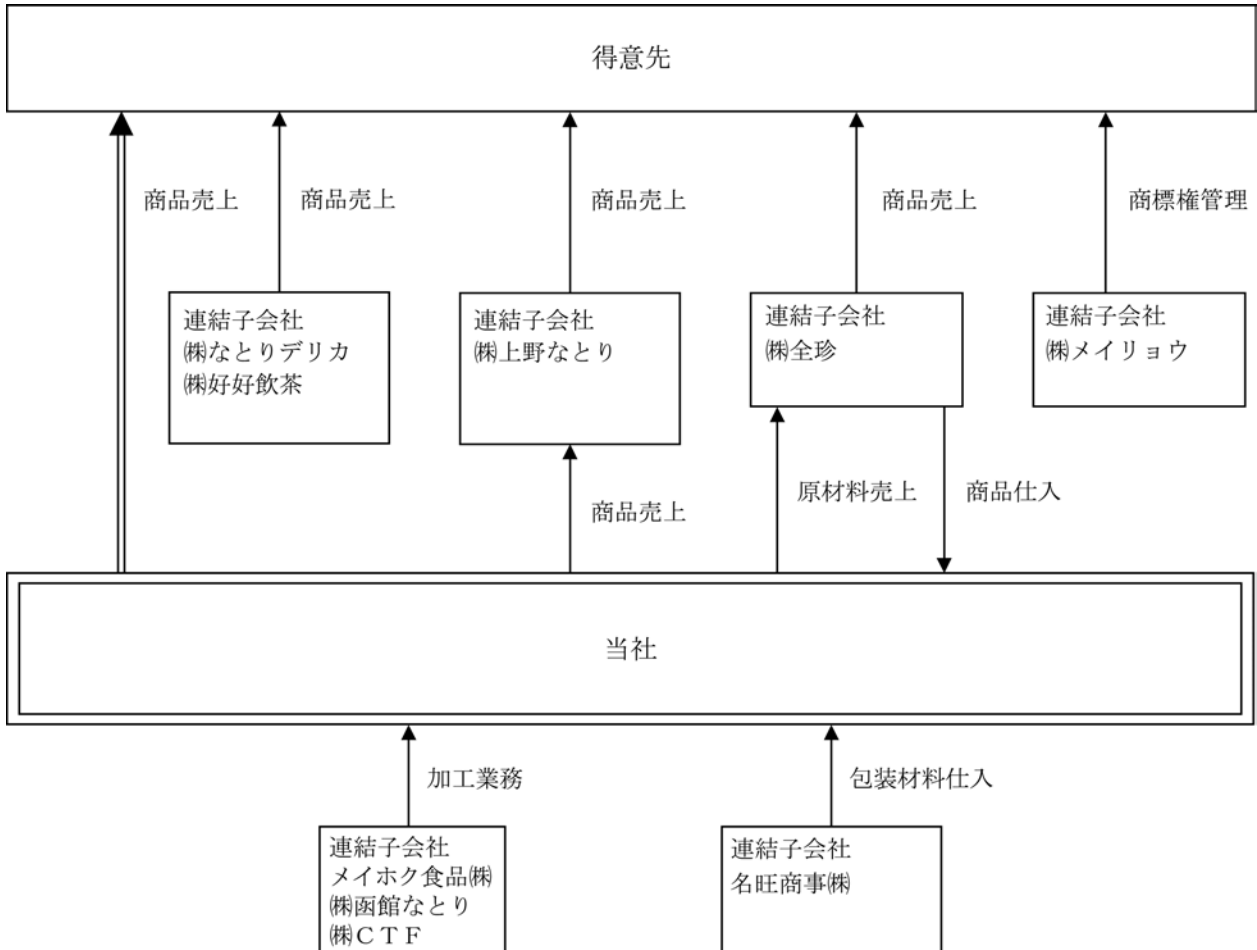 得意先
商品売上
商品売上
商品売上
商品売上
商標権管理
連結子会社
㈱なとりデリカ
㈱好好飲茶
連結子会社
㈱上野なとり
連結子会社
㈱全珍
連結子会社
㈱メイリョウ
商品売上
原材料売上
商品仕入
当社
加工業務
包装材料仕入
連結子会社
メイホク食品㈱
㈱函館なとり
㈱ＣＴＦ
連結子会社
名旺商事㈱